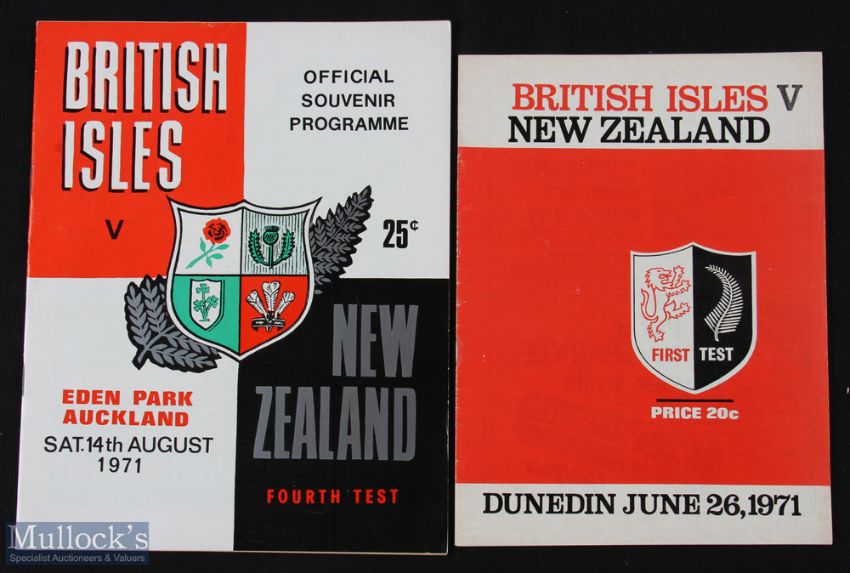 BRITISH
ISLES
V
OFFICIAL
SOUVENIR
PROGRAMME
25¢
NEW
ZEALAND
EDEN PARK
AUCKLAND
SAT.14th AUGUST
1971
FOURTH TEST
BRITISH ISLES V
NEW ZEALAND
FIRST TEST
PRICE 20c
DUNEDIN JUNE 26, 1971
Mullock's
Specialist Auctioneers & Valuers